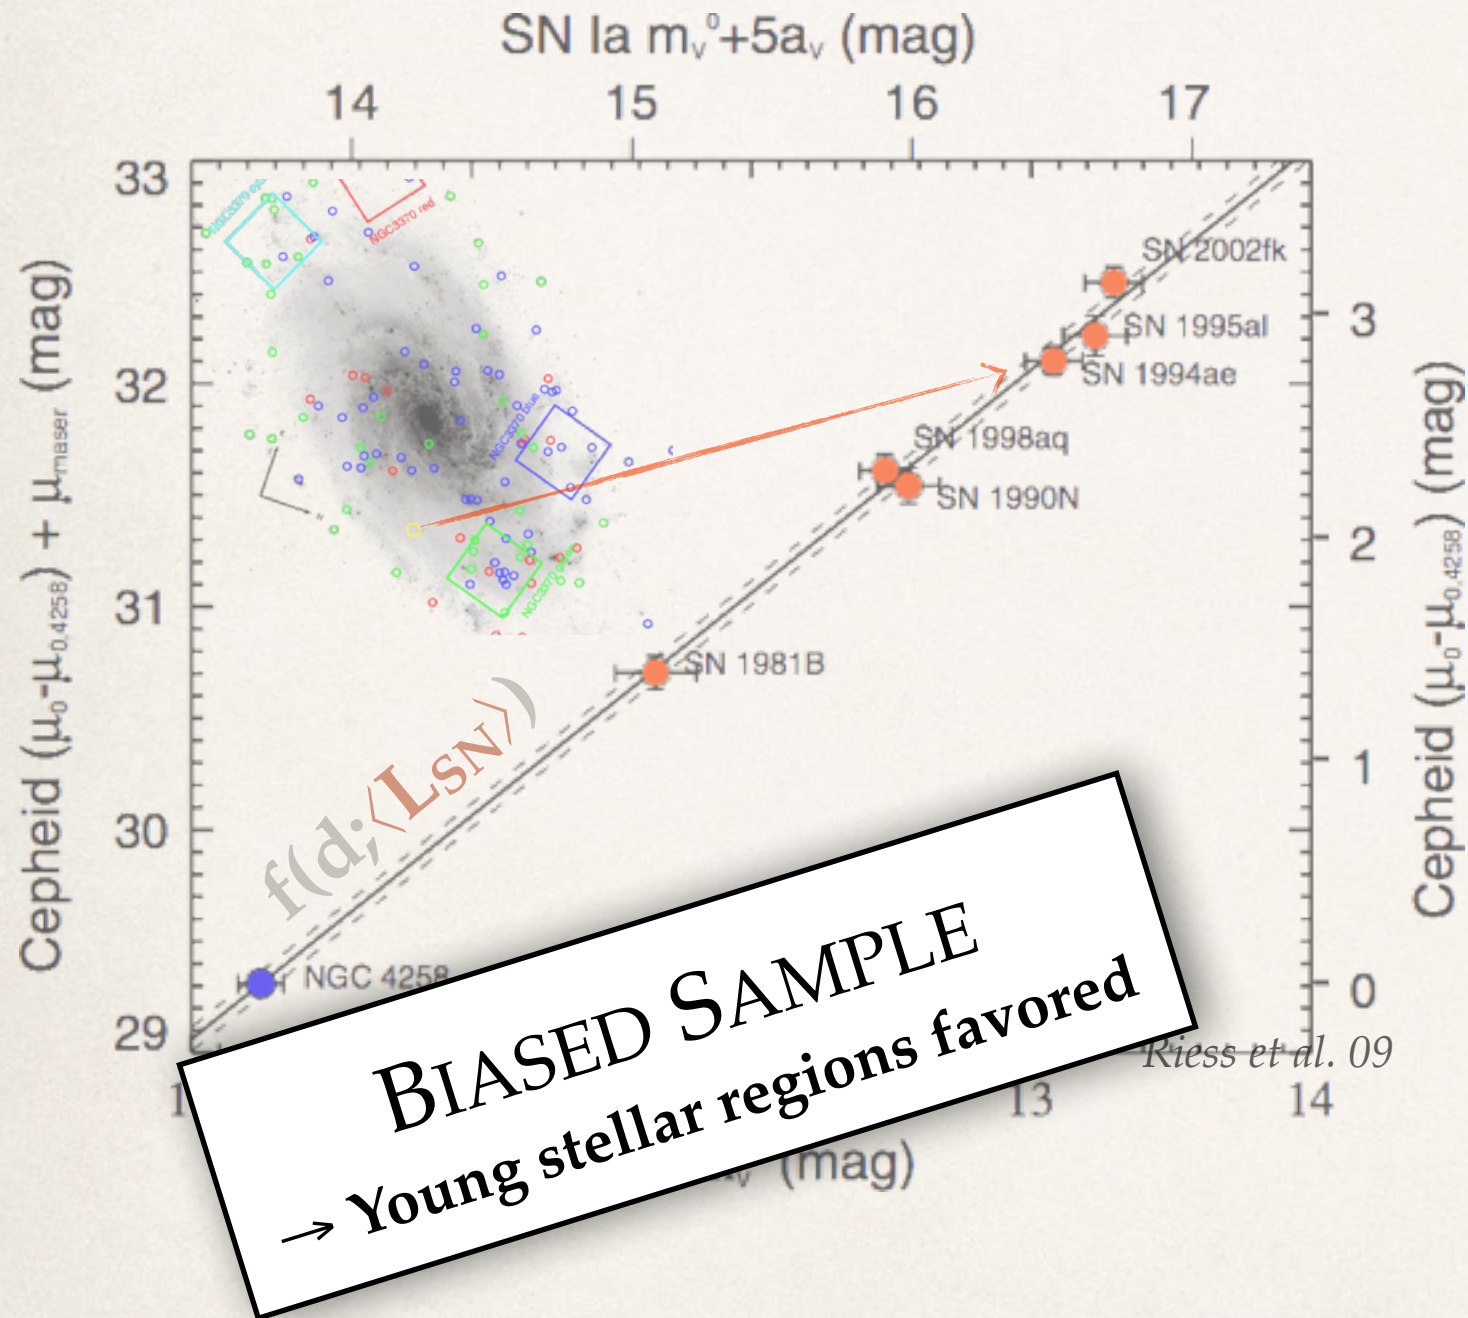 SN Ia mᵥ⁰+5aᵥ (mag)
14 15 16 17
33
32
31
30
29
Cepheid (μ₀-μ₀,₄₂₅₈) + μmaser (mag)
NGC3370 red
NGC3370 blue
SN 2002fk
SN 1995al
SN 1994ae
SN 1998aq
SN 1990N
SN 1981B
NGC 4258
f(d;⟨LSN⟩)
3
2
1
0
Cepheid (μ₀-μ₀,₄₂₅₈) (mag)
BIASED SAMPLE
→ Young stellar regions favored
Riess et al. 09
13 14
(mag)